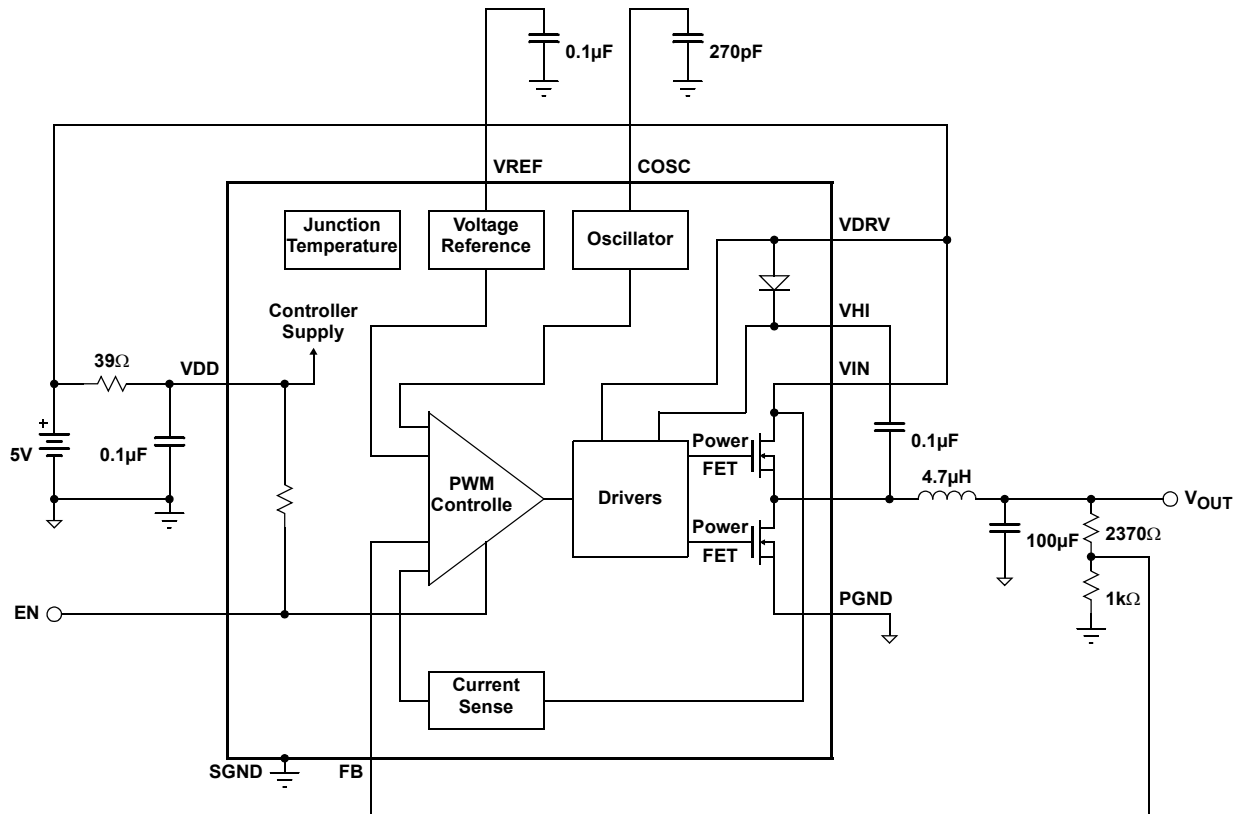 0.1µF
270pF
VREF
COSC
Junction
Temperature
Voltage
Reference
Oscillator
VDRV
Controller
Supply
VHI
39Ω
VDD
VIN
+
5V
0.1µF
PWM
Controlle
Drivers
Power
FET
Power
FET
0.1µF
4.7µH
VOUT
100µF
2370Ω
1kΩ
EN
PGND
Current
Sense
SGND
FB